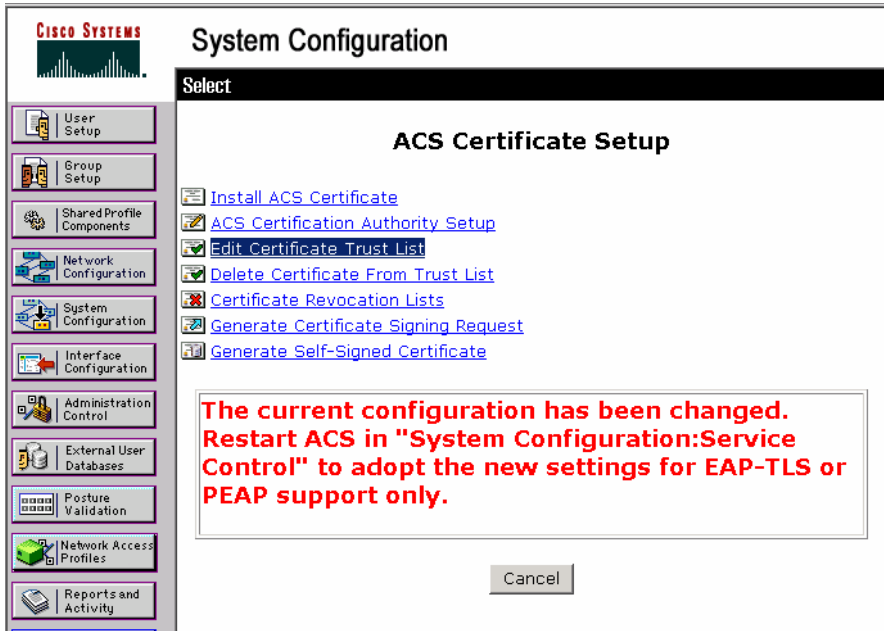 CISCO SYSTEMS
System Configuration
Select
User
Setup
Group
Setup
Shared Profile
Components
Network
Configuration
System
Configuration
Interface
Configuration
Administration
Control
External User
Databases
Posture
Validation
Network Access
Profiles
Reports and
Activity
ACS Certificate Setup
Install ACS Certificate
ACS Certification Authority Setup
Edit Certificate Trust List
Delete Certificate From Trust List
Certificate Revocation Lists
Generate Certificate Signing Request
Generate Self-Signed Certificate
The current configuration has been changed.
Restart ACS in "System Configuration:Service
Control" to adopt the new settings for EAP-TLS or
PEAP support only.
Cancel